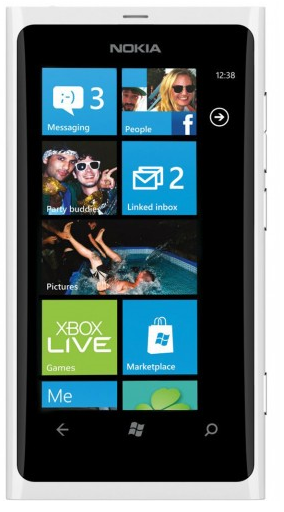 NOKIA
12:38
:-) 3
Messaging
People
f
Party buddies
2
Linked inbox
Pictures
XBOX
LIVE
Games
Marketplace
Me